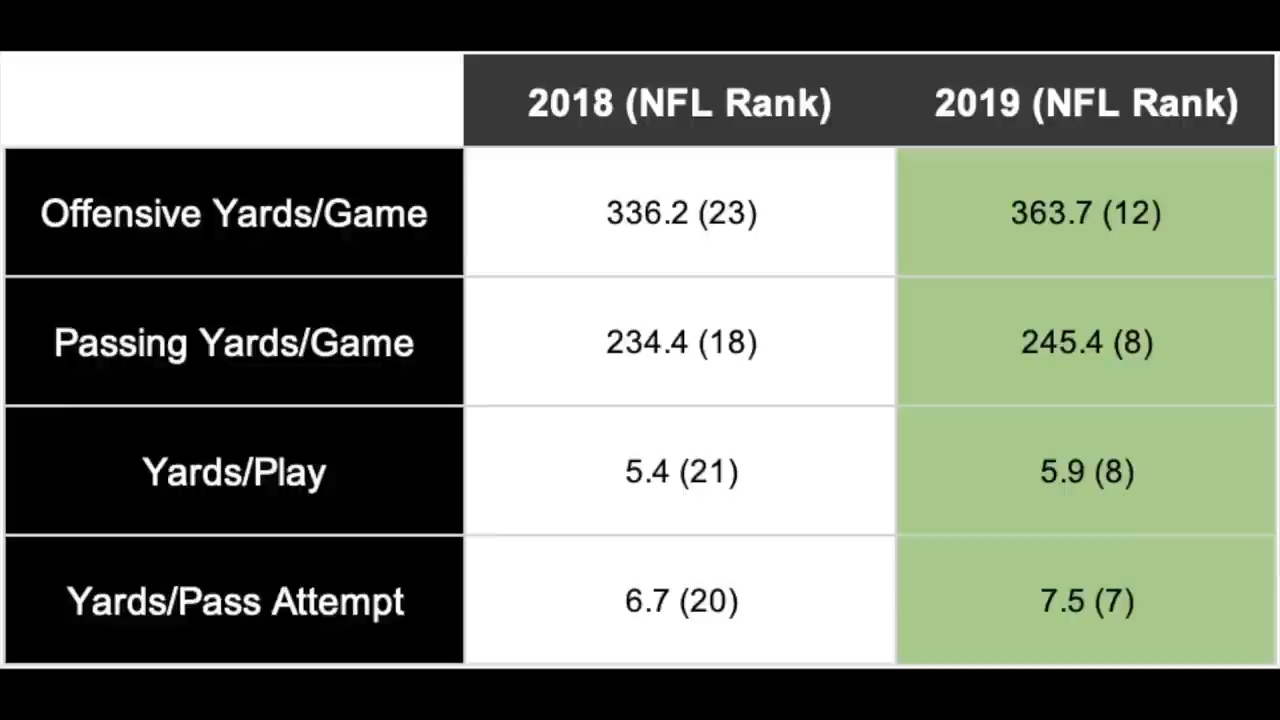 2018 (NFL Rank) 2019 (NFL Rank)
Offensive Yards/Game 336.2 (23) 363.7 (12)
Passing Yards/Game 234.4 (18) 245.4 (8)
Yards/Play 5.4 (21) 5.9 (8)
Yards/Pass Attempt 6.7 (20) 7.5 (7)